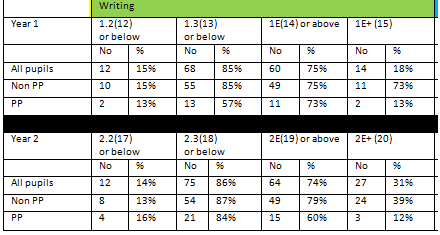 Writing
Year 1 1.2(12) 1.3(13) 1E(14) or above 1E+ (15)
or below or below
No % No % No % No %
All pupils 12 15% 68 85% 60 75% 14 18%
Non PP 10 15% 55 85% 49 75% 11 73%
PP 2 13% 13 57% 11 73% 2 13%
Year 2 2.2(17) 2.3(18) 2E(19) or above 2E+ (20)
or below or below
No % No % No % No %
All pupils 12 14% 75 86% 64 74% 27 31%
Non PP 8 13% 54 87% 49 79% 24 39%
PP 4 16% 21 84% 15 60% 3 12%